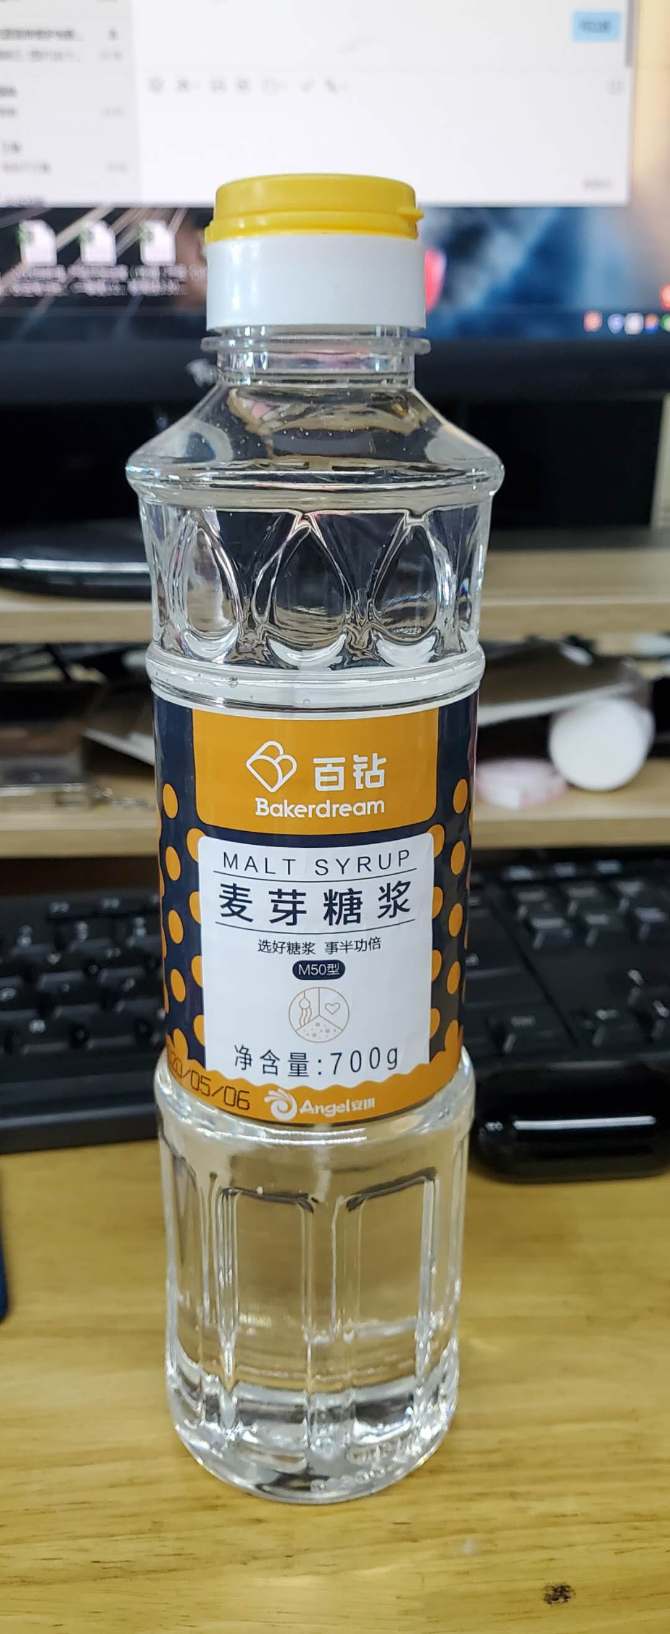 百钻
Bakerdream
MALT SYRUP
麦芽糖浆
选好糖浆 事半功倍
M50型
净含量:700g
20/05/06
Angel安琪